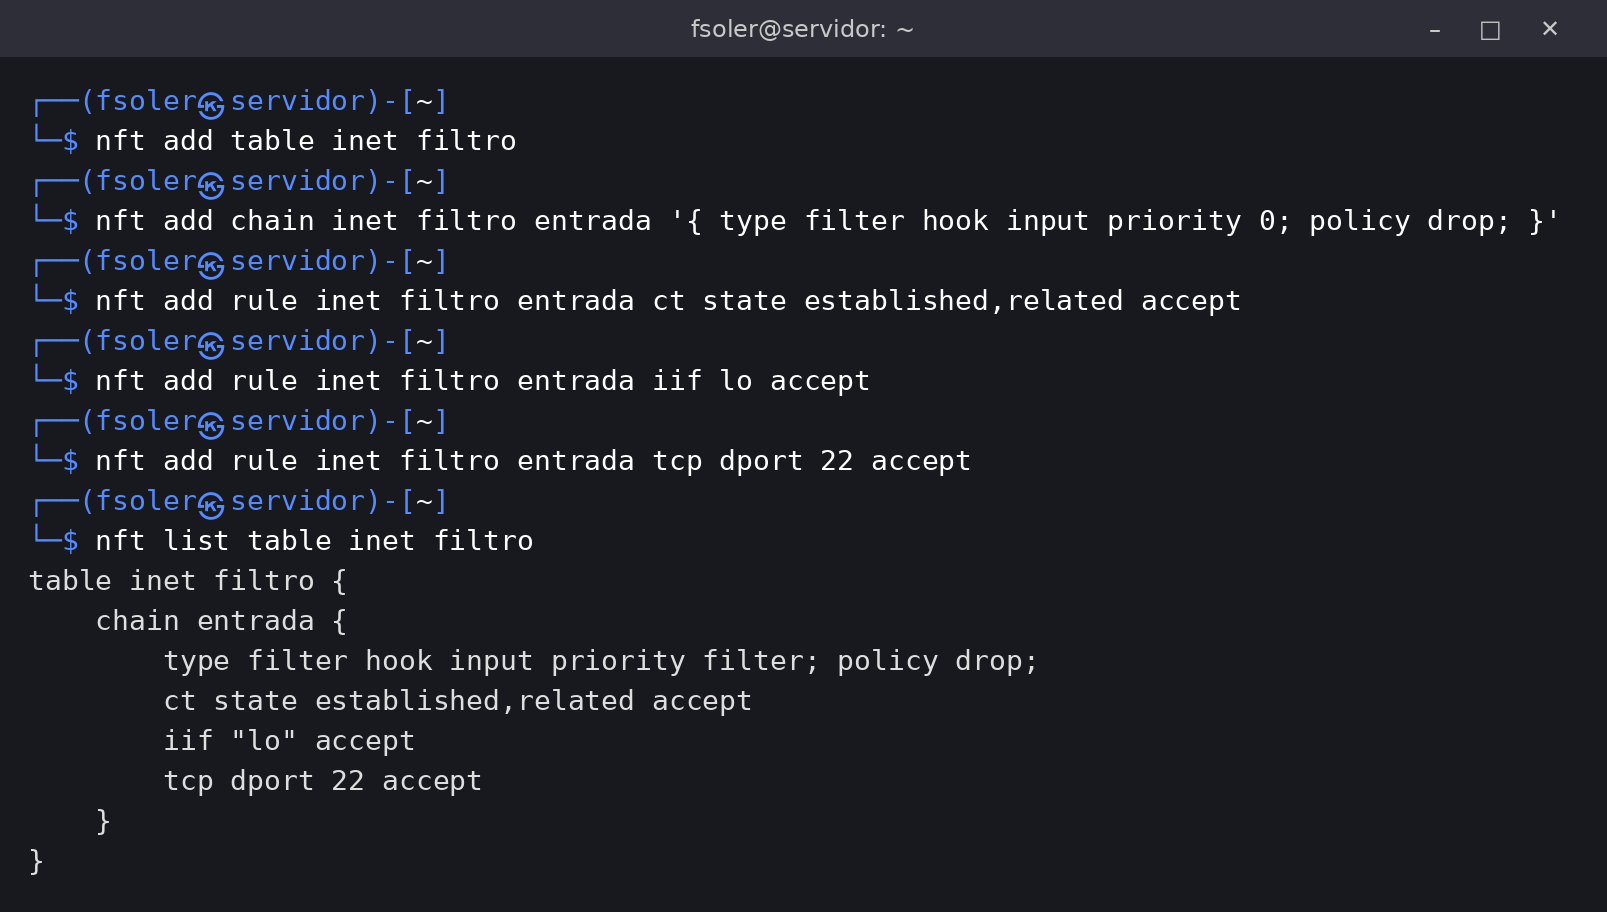 fsoler@servidor: ~
┌──(fsoler㉿servidor)-[~]
└─$ nft add table inet filtro
┌──(fsoler㉿servidor)-[~]
└─$ nft add chain inet filtro entrada '{ type filter hook input priority 0; policy drop; }'
┌──(fsoler㉿servidor)-[~]
└─$ nft add rule inet filtro entrada ct state established,related accept
┌──(fsoler㉿servidor)-[~]
└─$ nft add rule inet filtro entrada iif lo accept
┌──(fsoler㉿servidor)-[~]
└─$ nft add rule inet filtro entrada tcp dport 22 accept
┌──(fsoler㉿servidor)-[~]
└─$ nft list table inet filtro
table inet filtro {
    chain entrada {
        type filter hook input priority filter; policy drop;
        ct state established,related accept
        iif "lo" accept
        tcp dport 22 accept
    }
}